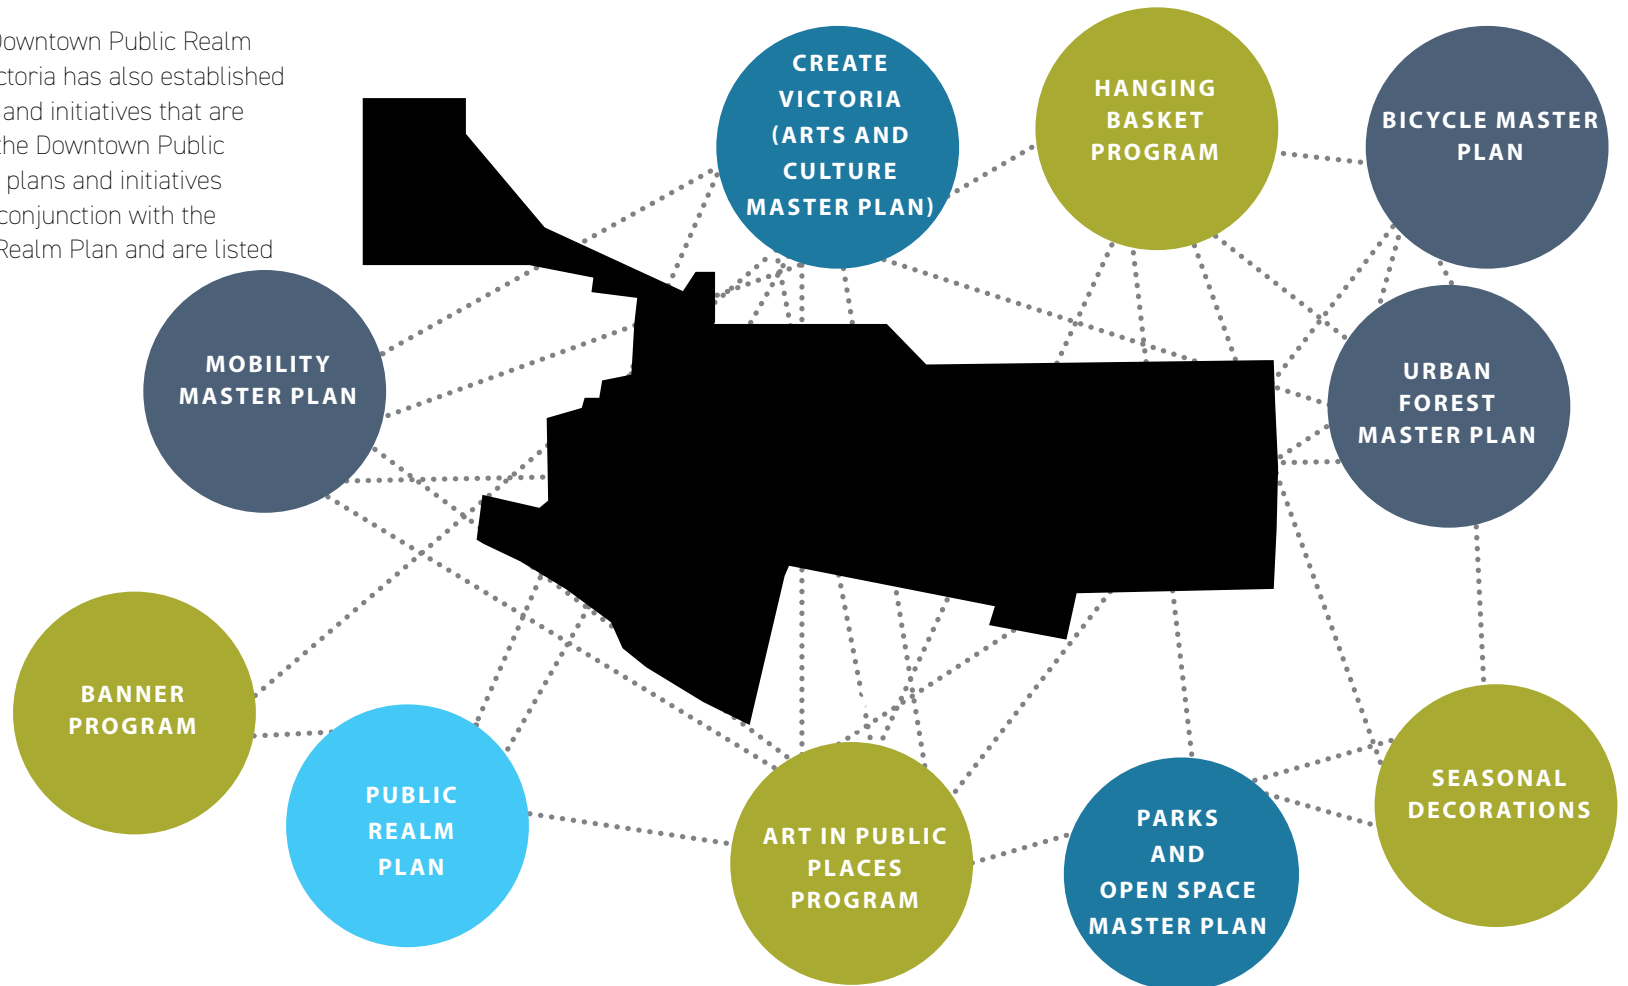 Downtown Public Realm
ctoria has also established
and initiatives that are
the Downtown Public
plans and initiatives
conjunction with the
Realm Plan and are listed
CREATE
VICTORIA
(ARTS AND
CULTURE
MASTER PLAN)
HANGING
BASKET
PROGRAM
BICYCLE MASTER
PLAN
MOBILITY
MASTER PLAN
URBAN
FOREST
MASTER PLAN
BANNER
PROGRAM
PUBLIC
REALM
PLAN
ART IN PUBLIC
PLACES
PROGRAM
PARKS
AND
OPEN SPACE
MASTER PLAN
SEASONAL
DECORATIONS